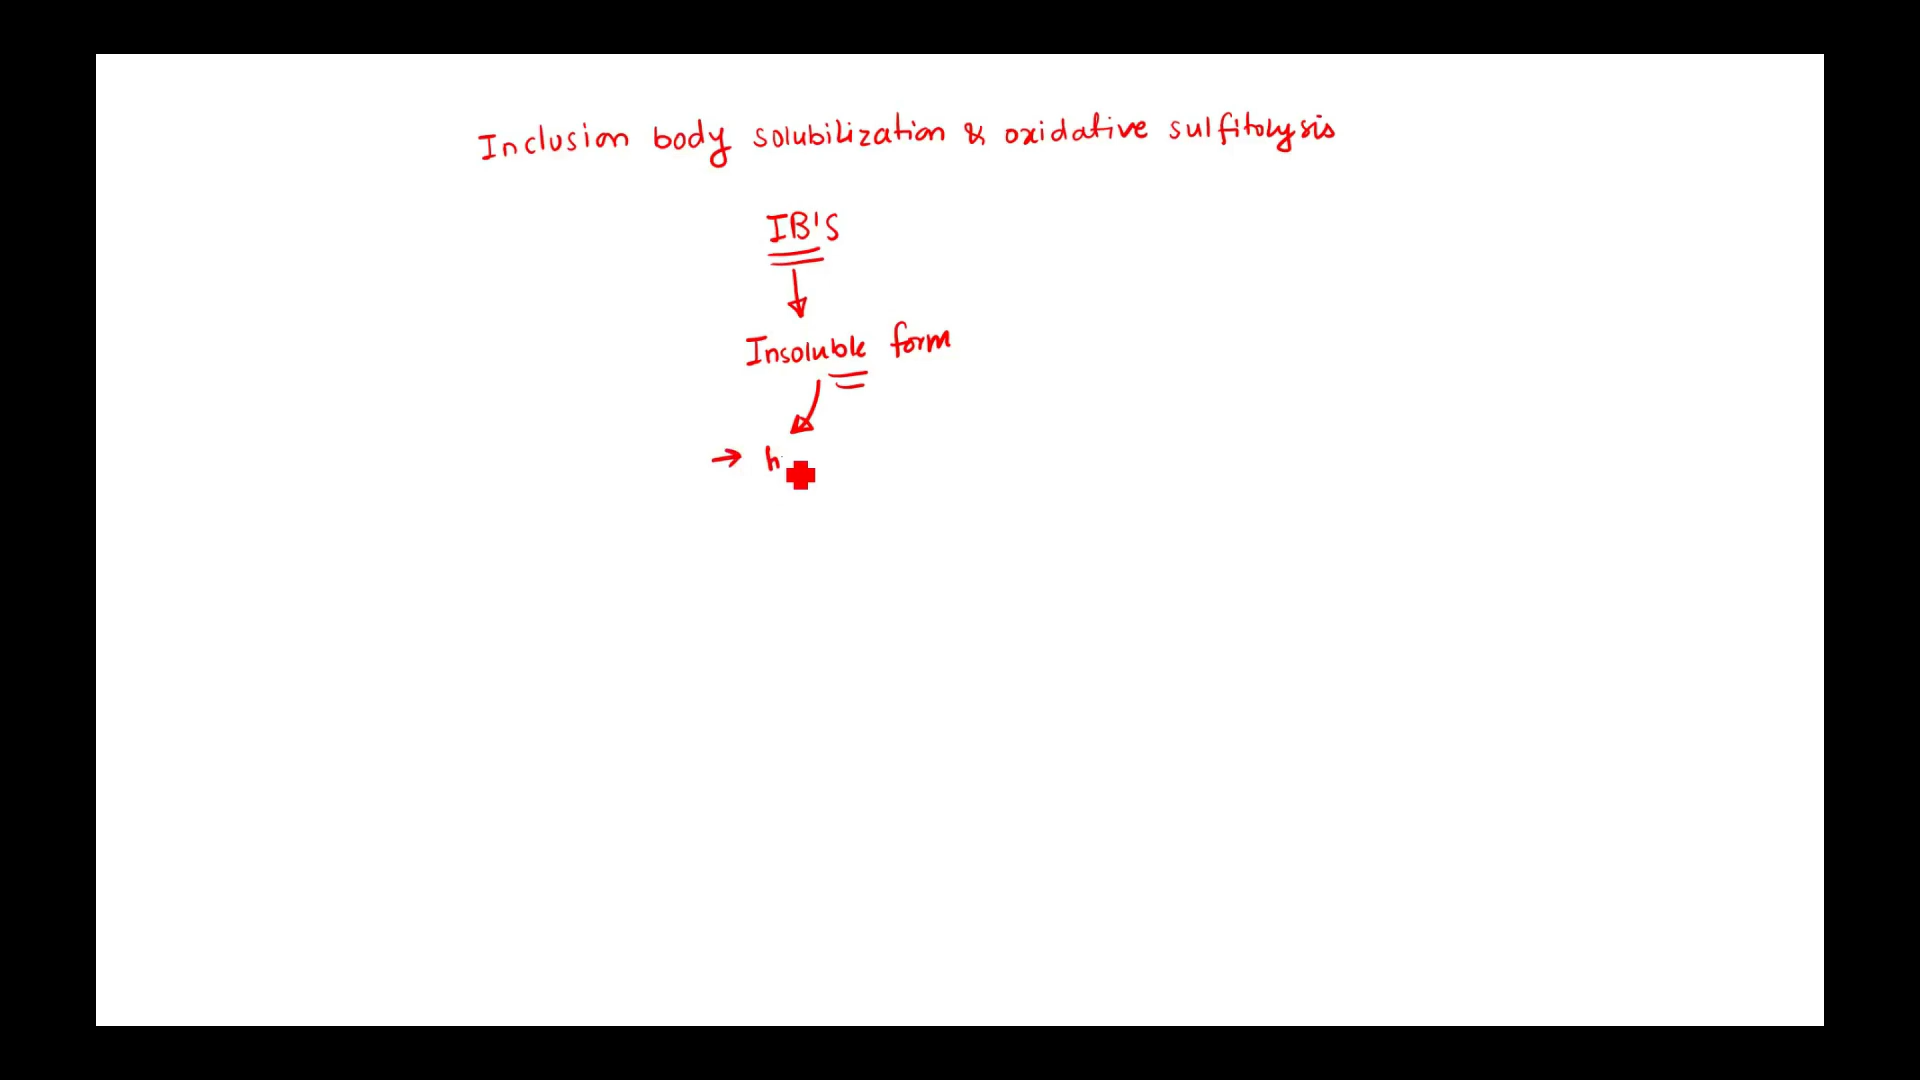 Inclusion body solubilization & oxidative sulfitolysis
IB'S
Insoluble form
→ h